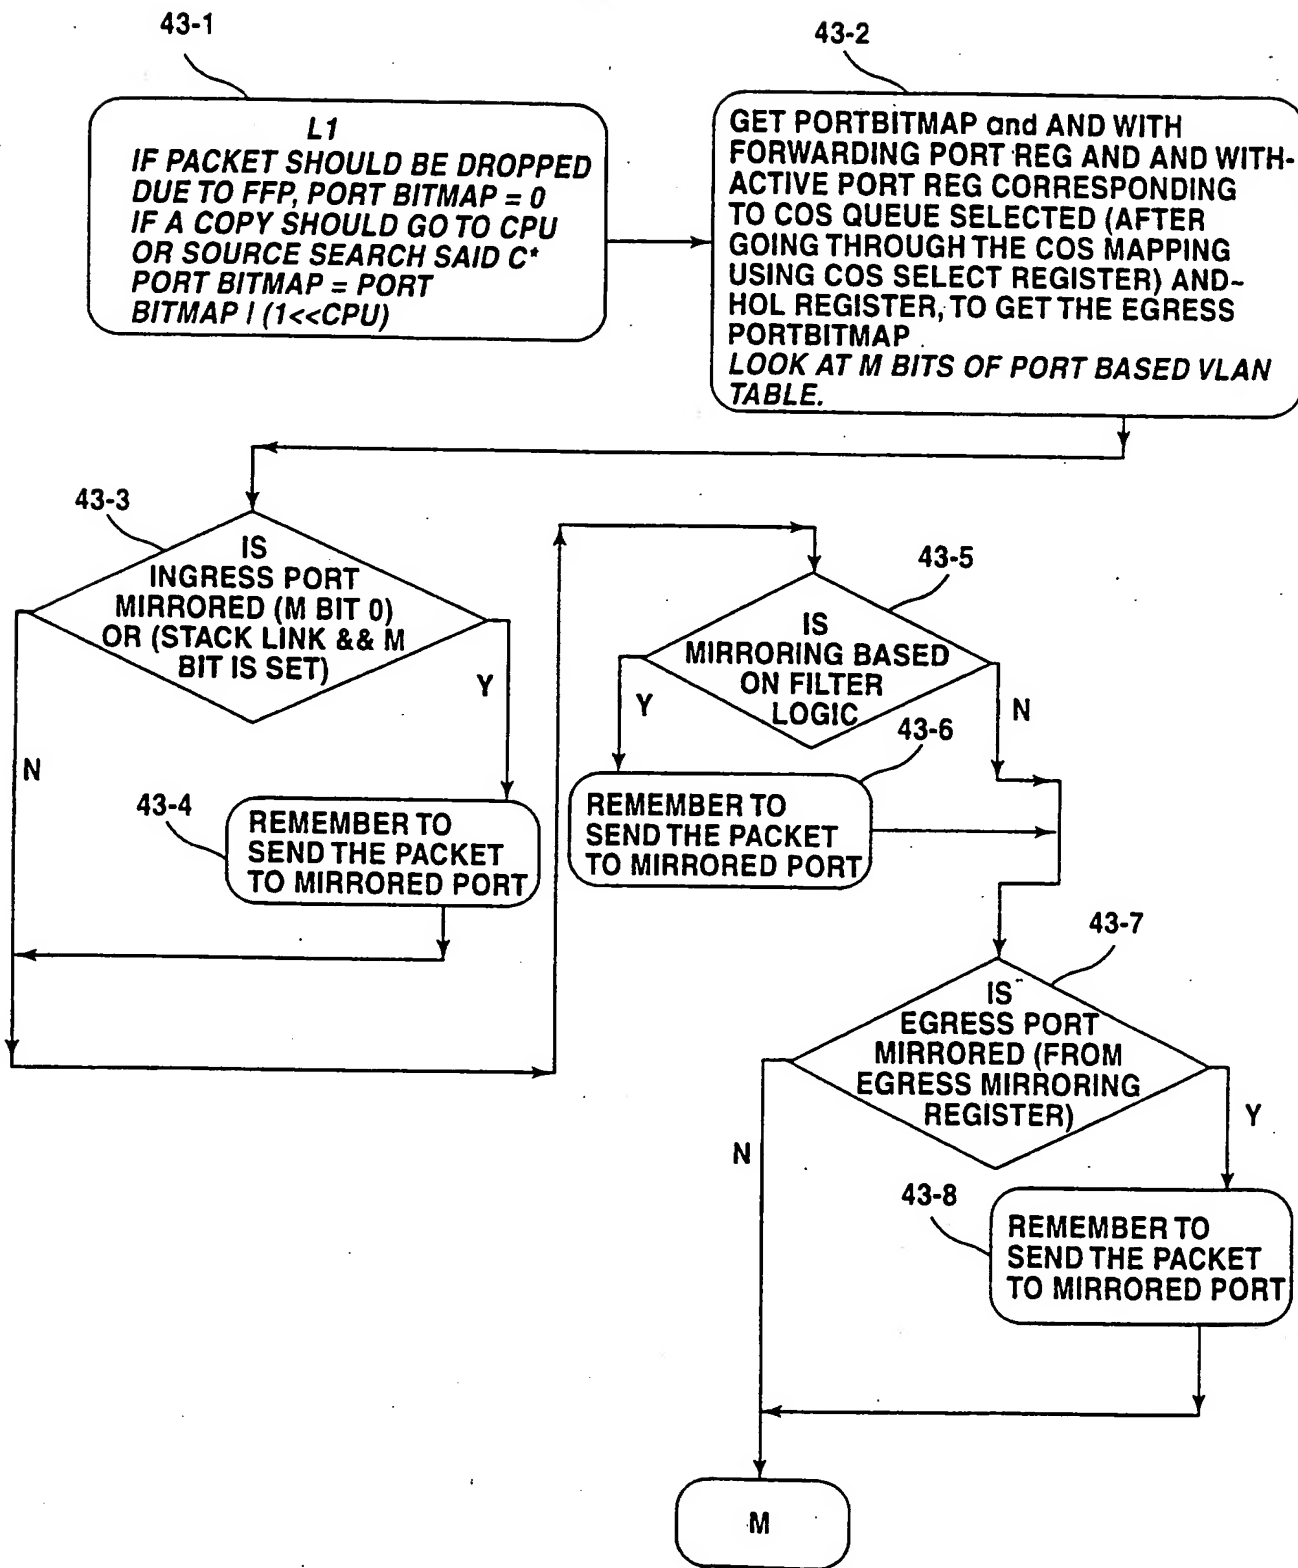 43-1
L1
IF PACKET SHOULD BE DROPPED
DUE TO FFP, PORT BITMAP = 0
IF A COPY SHOULD GO TO CPU
OR SOURCE SEARCH SAID C*
PORT BITMAP = PORT
BITMAP | (1<<CPU)
43-2
GET PORTBITMAP and AND WITH
FORWARDING PORT REG AND AND WITH-
ACTIVE PORT REG CORRESPONDING
TO COS QUEUE SELECTED (AFTER
GOING THROUGH THE COS MAPPING
USING COS SELECT REGISTER) AND~
HOL REGISTER, TO GET THE EGRESS
PORTBITMAP
LOOK AT M BITS OF PORT BASED VLAN
TABLE.
43-3
IS
INGRESS PORT
MIRRORED (M BIT 0)
OR (STACK LINK && M
BIT IS SET)
Y
N
43-4
REMEMBER TO
SEND THE PACKET
TO MIRRORED PORT
43-5
IS
MIRRORING BASED
ON FILTER
LOGIC
Y
N
43-6
REMEMBER TO
SEND THE PACKET
TO MIRRORED PORT
43-7
IS
EGRESS PORT
MIRRORED (FROM
EGRESS MIRRORING
REGISTER)
N
Y
43-8
REMEMBER TO
SEND THE PACKET
TO MIRRORED PORT
M